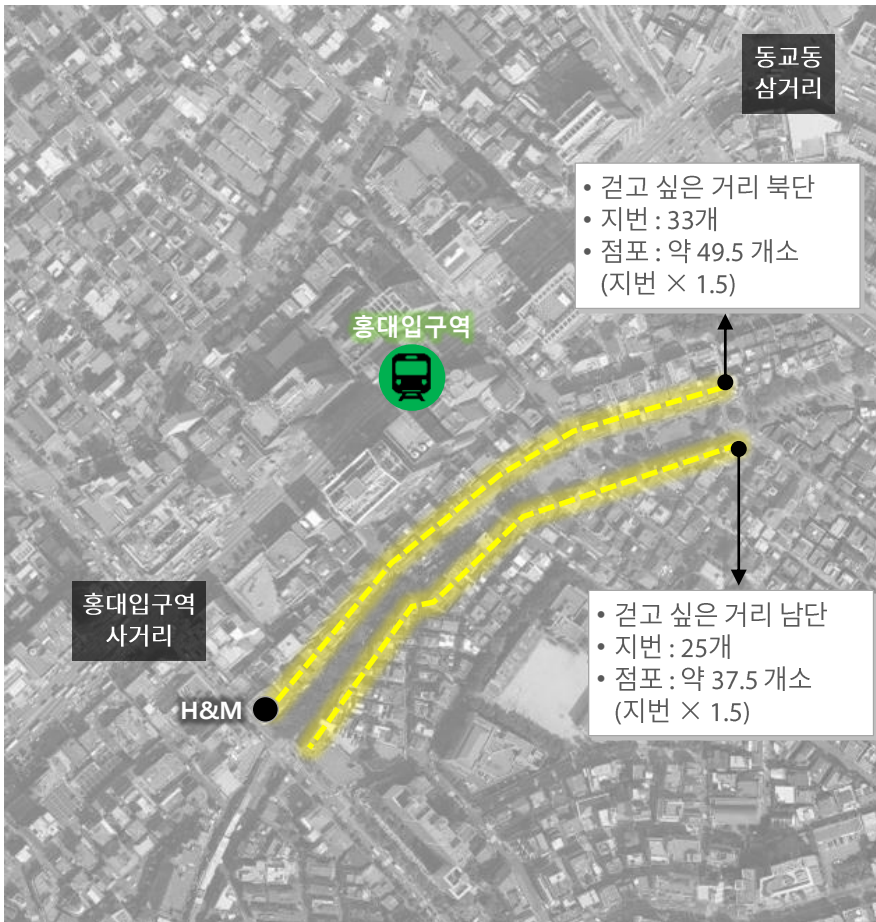 동교동
삼거리
• 걷고 싶은 거리 북단
• 지번 : 33개
• 점포 : 약 49.5 개소
(지번 × 1.5)
홍대입구역
홍대입구역
사거리
• 걷고 싶은 거리 남단
• 지번 : 25개
• 점포 : 약 37.5 개소
(지번 × 1.5)
H&M